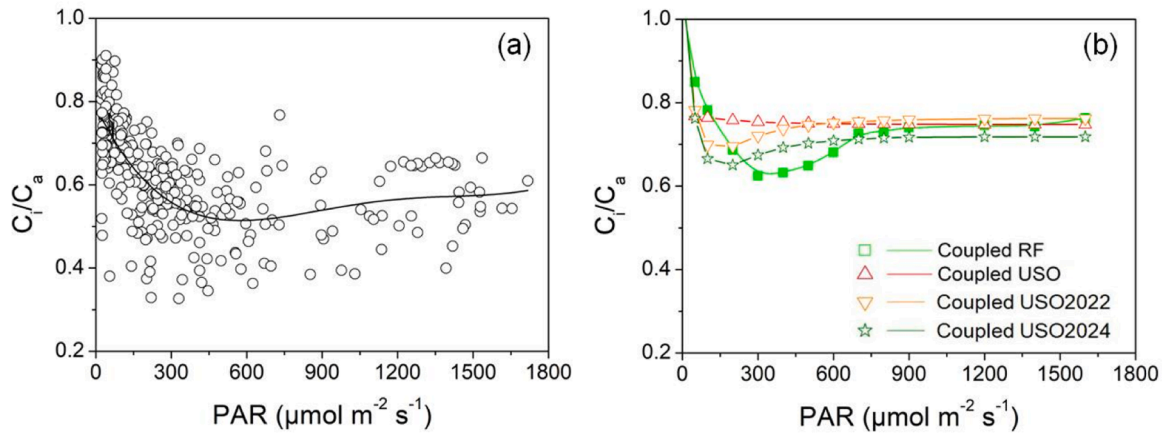 (a)
1.0
0.8
0.6
0.4
0.2
0 300 600 900 1200 1500 1800
Ci/Ca
PAR (μmol m-2 s-1)
(b)
1.0
0.8
0.6
0.4
0.2
0 300 600 900 1200 1500 1800
Ci/Ca
PAR (μmol m-2 s-1)
Coupled RF
Coupled USO
Coupled USO2022
Coupled USO2024